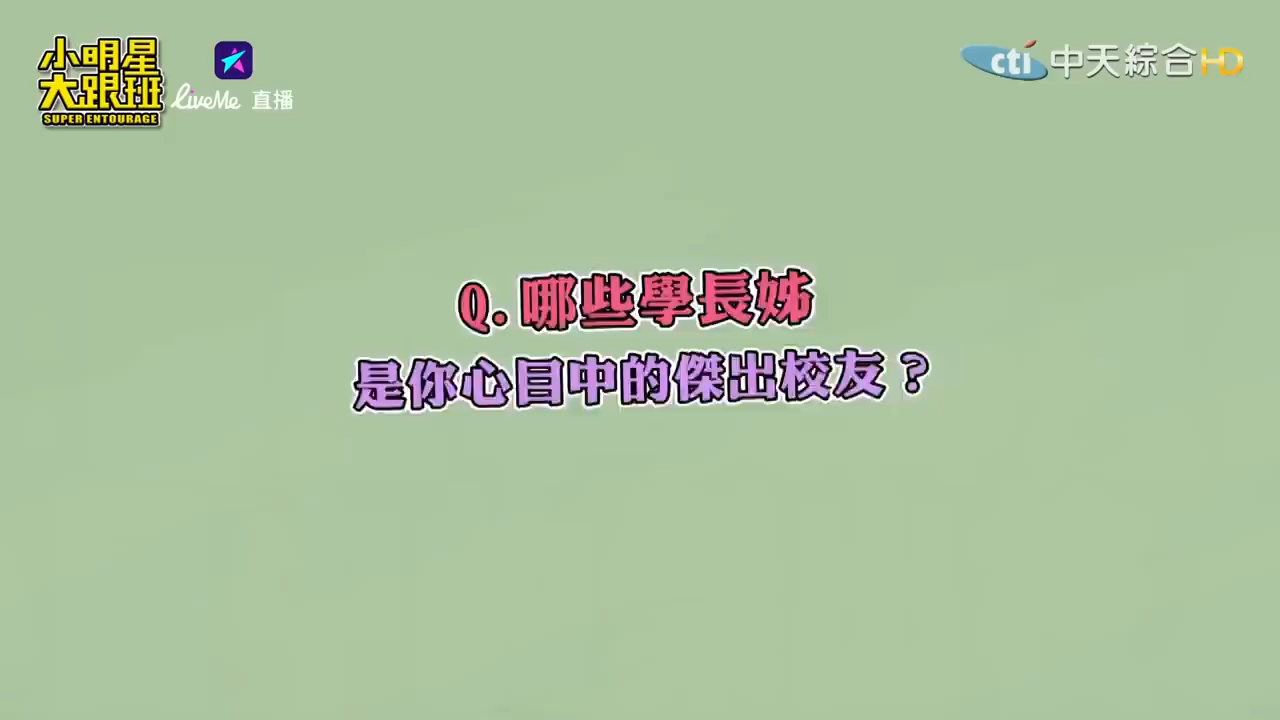 小明星
大跟班
SUPER ENTOURAGE
LiveMe 直播
cti 中天綜合HD
Q.哪些學長姊
是你心目中的傑出校友？